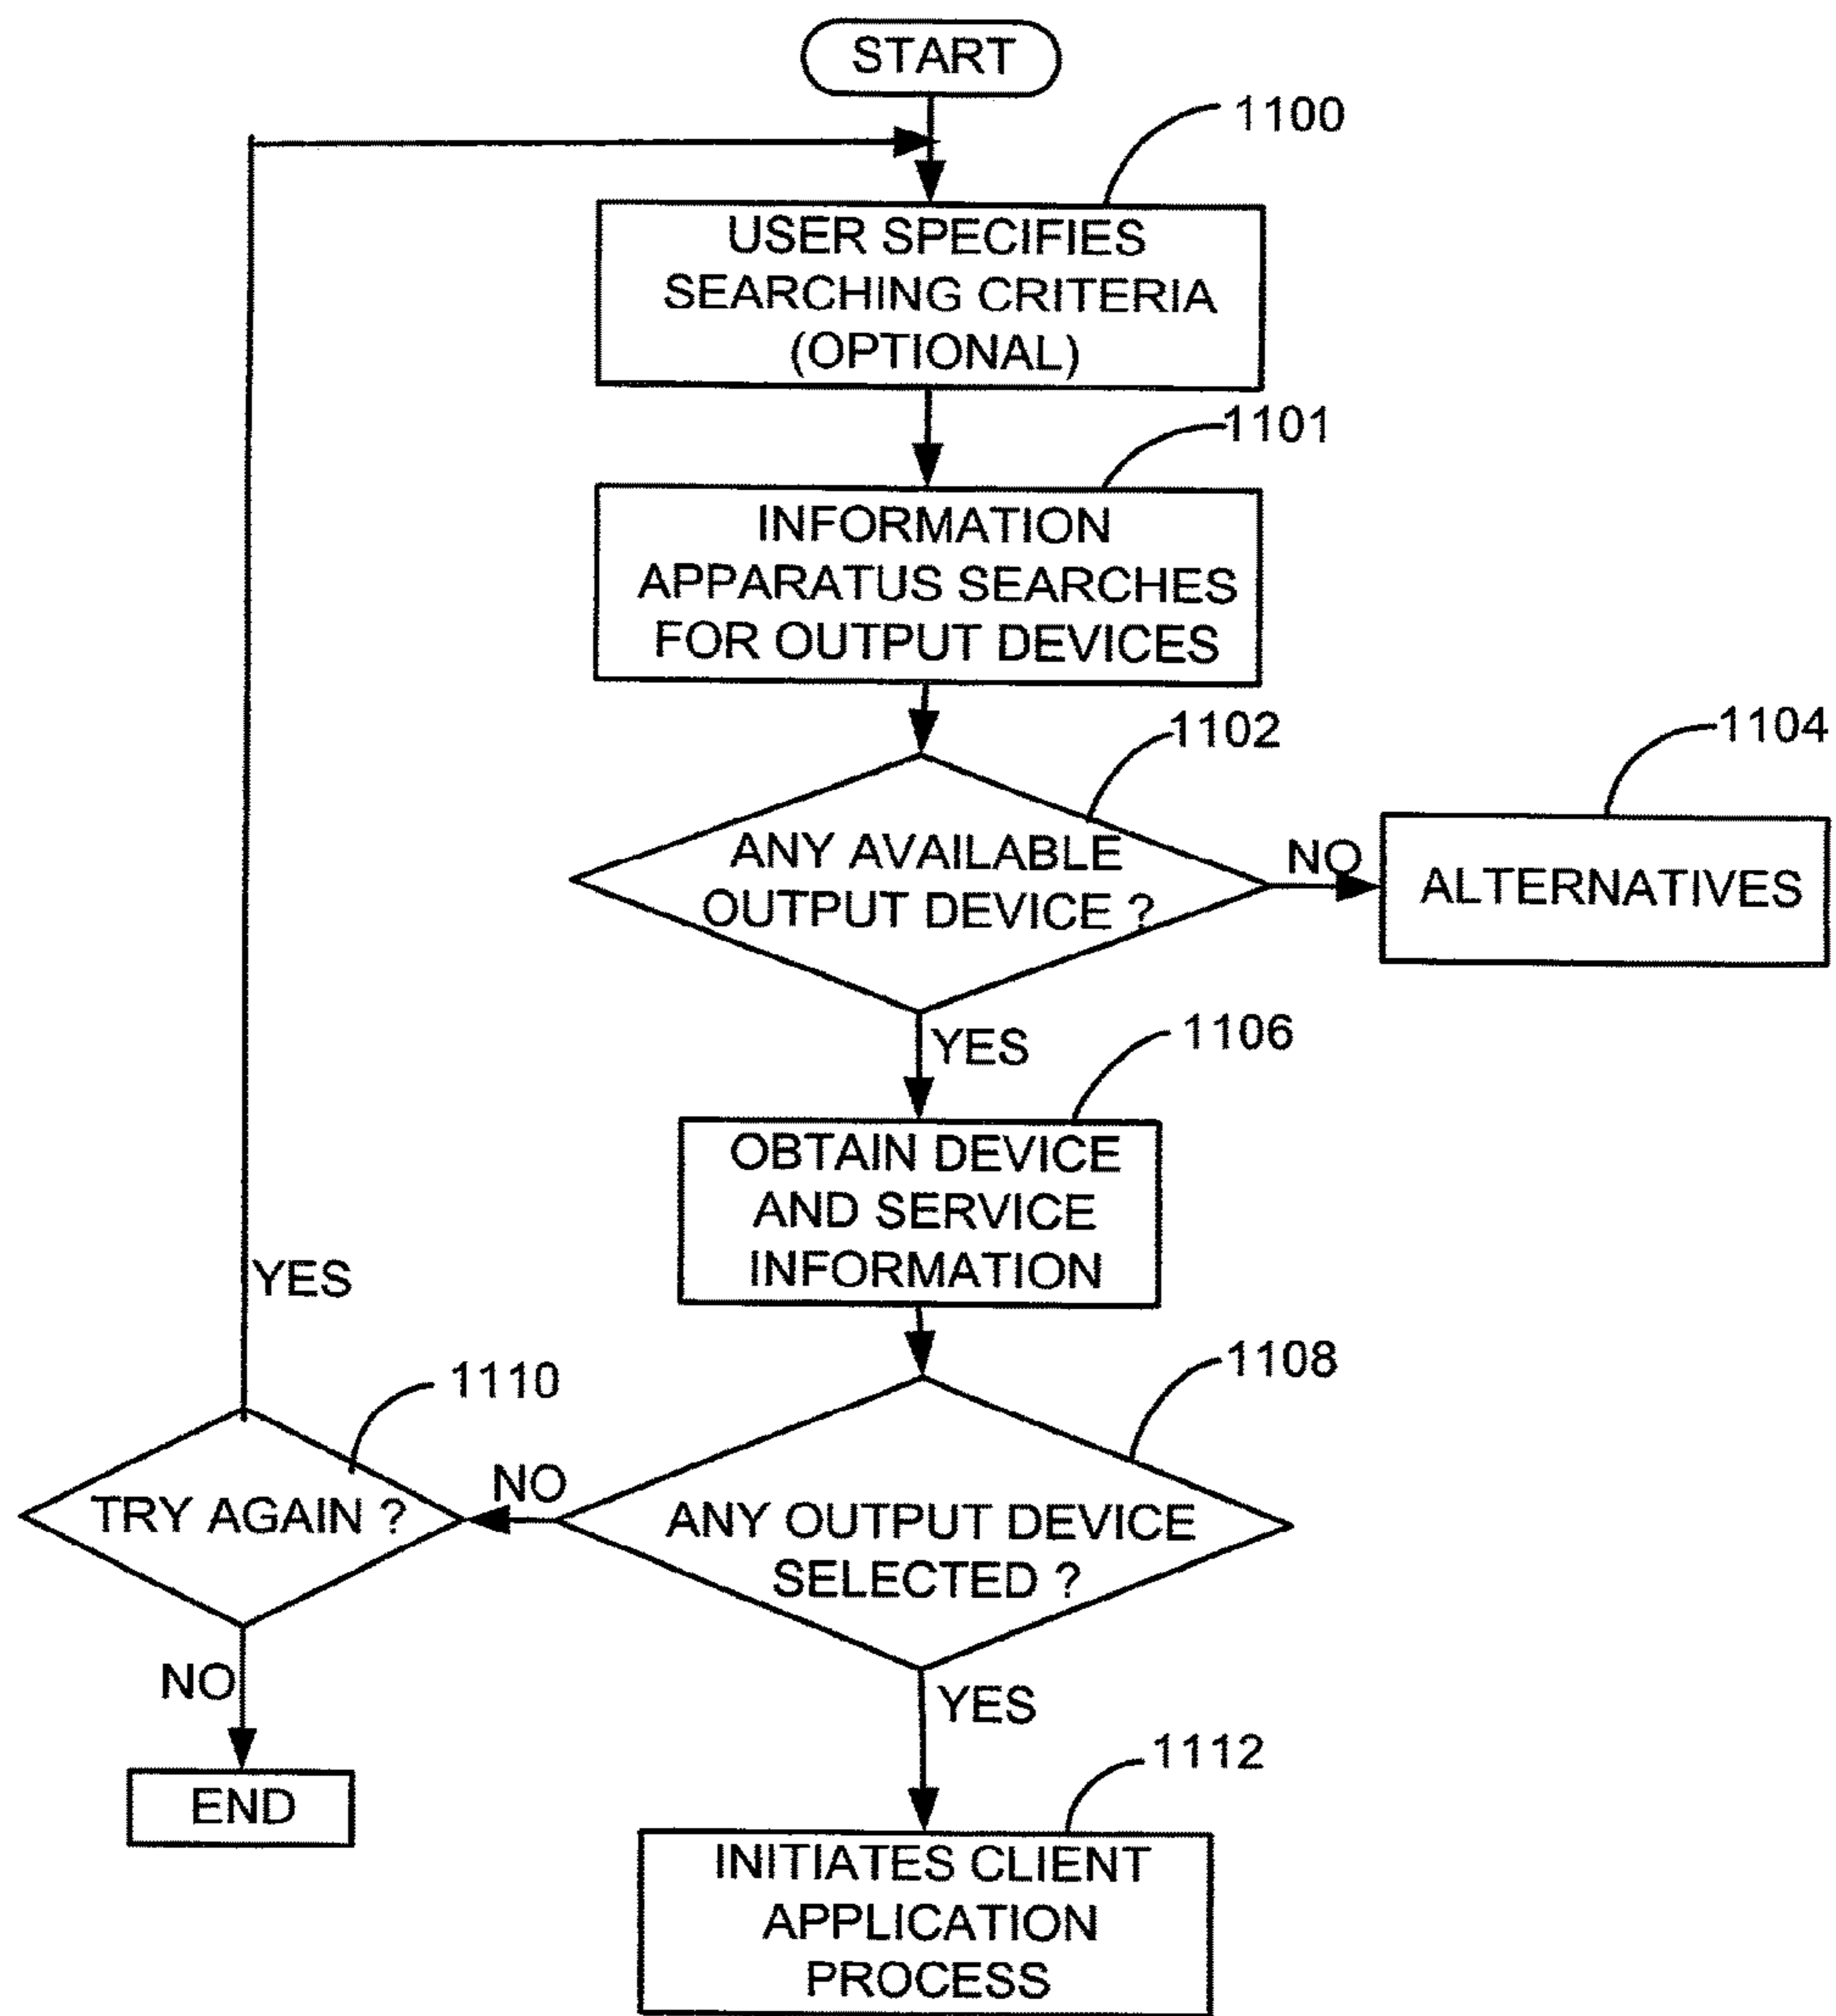 START
1100
USER SPECIFIES
SEARCHING CRITERIA
(OPTIONAL)
1101
INFORMATION
APPARATUS SEARCHES
FOR OUTPUT DEVICES
1102
1104
ANY AVAILABLE
OUTPUT DEVICE ?
NO
ALTERNATIVES
YES
1106
OBTAIN DEVICE
AND SERVICE
INFORMATION
YES
1108
1110
ANY OUTPUT DEVICE
SELECTED ?
NO
TRY AGAIN ?
NO
END
YES
1112
INITIATES CLIENT
APPLICATION
PROCESS